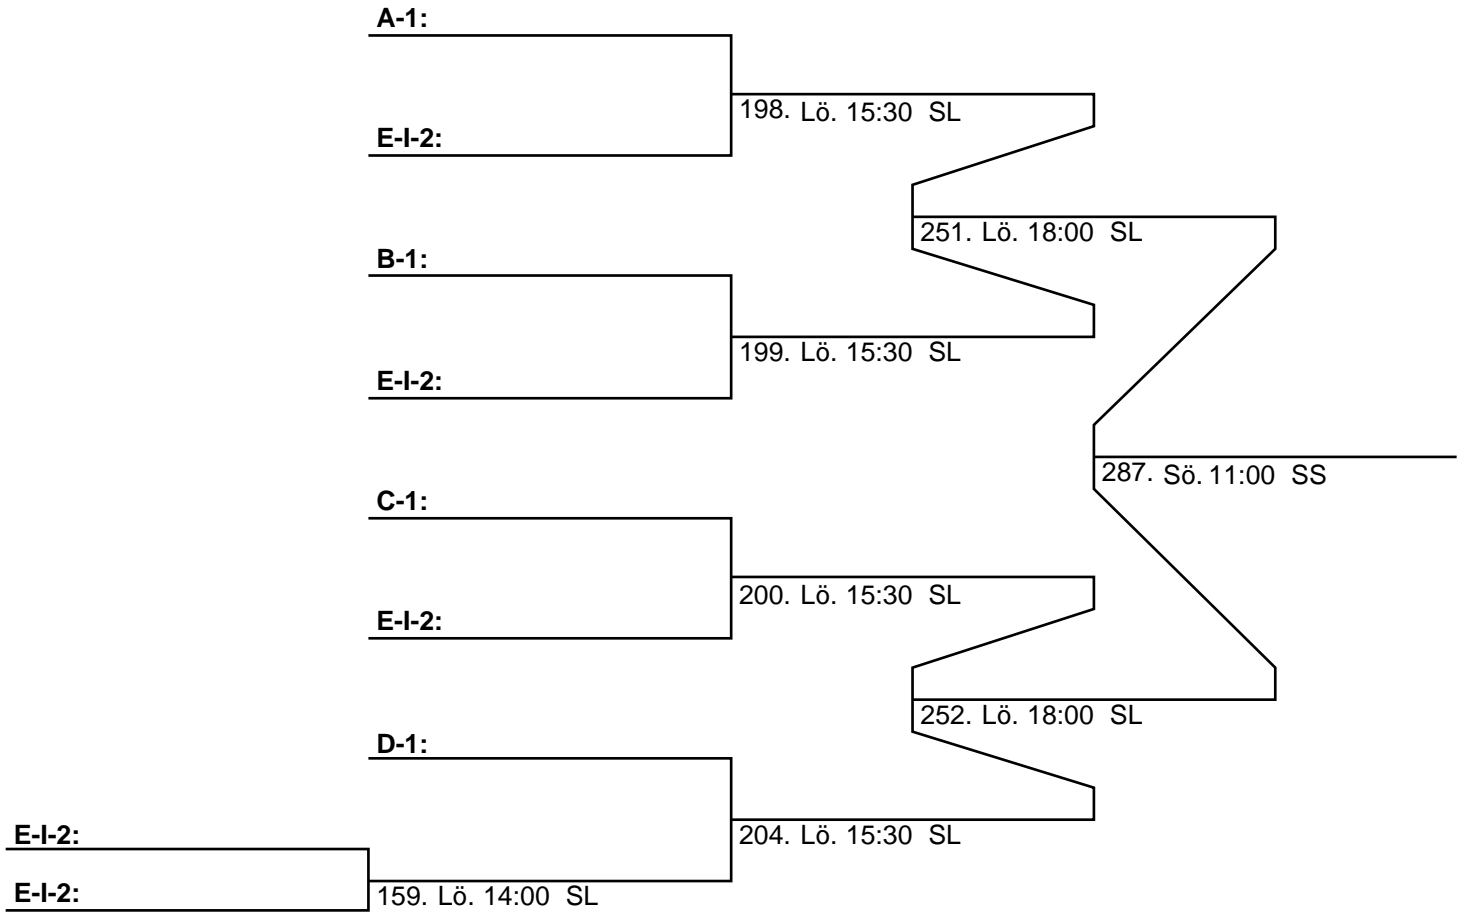 A-1:
198. Lö. 15:30 SL
E-I-2:
251. Lö. 18:00 SL
B-1:
199. Lö. 15:30 SL
E-I-2:
287. Sö. 11:00 SS
C-1:
200. Lö. 15:30 SL
E-I-2:
252. Lö. 18:00 SL
D-1:
204. Lö. 15:30 SL
E-I-2:
E-I-2:
159. Lö. 14:00 SL